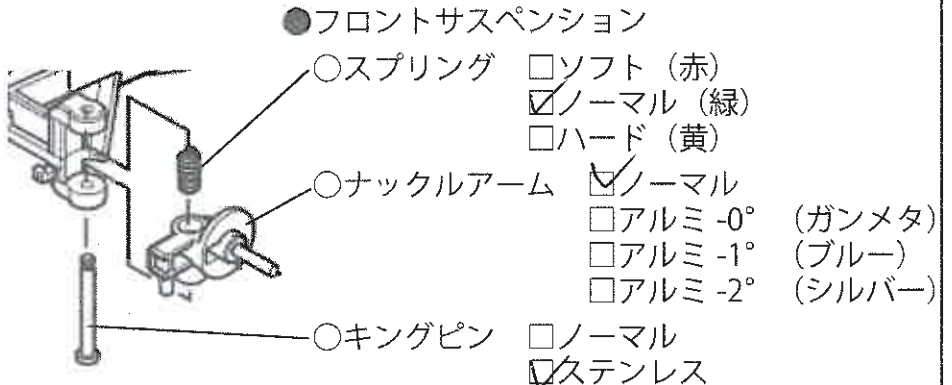 ●フロントサスペンション
○スプリング □ソフト（赤）
☑ノーマル（緑）
□ハード（黄）
○ナックルアーム ☑ノーマル
□アルミ -0° （ガンメタ）
□アルミ -1° （ブルー）
□アルミ -2° （シルバー）
○キングピン □ノーマル
☑ステンレス